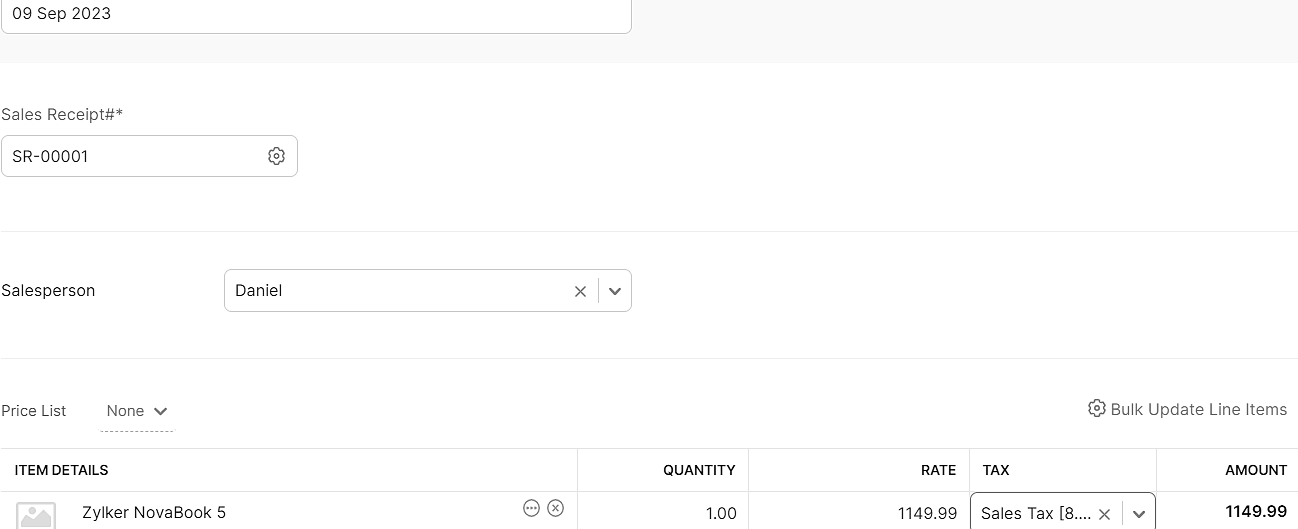 09 Sep 2023
Sales Receipt#*
SR-00001
Salesperson
Daniel
Price List None
Bulk Update Line Items
ITEM DETAILS QUANTITY RATE TAX AMOUNT
Zylker NovaBook 5 1.00 1149.99 Sales Tax [8.... 1149.99